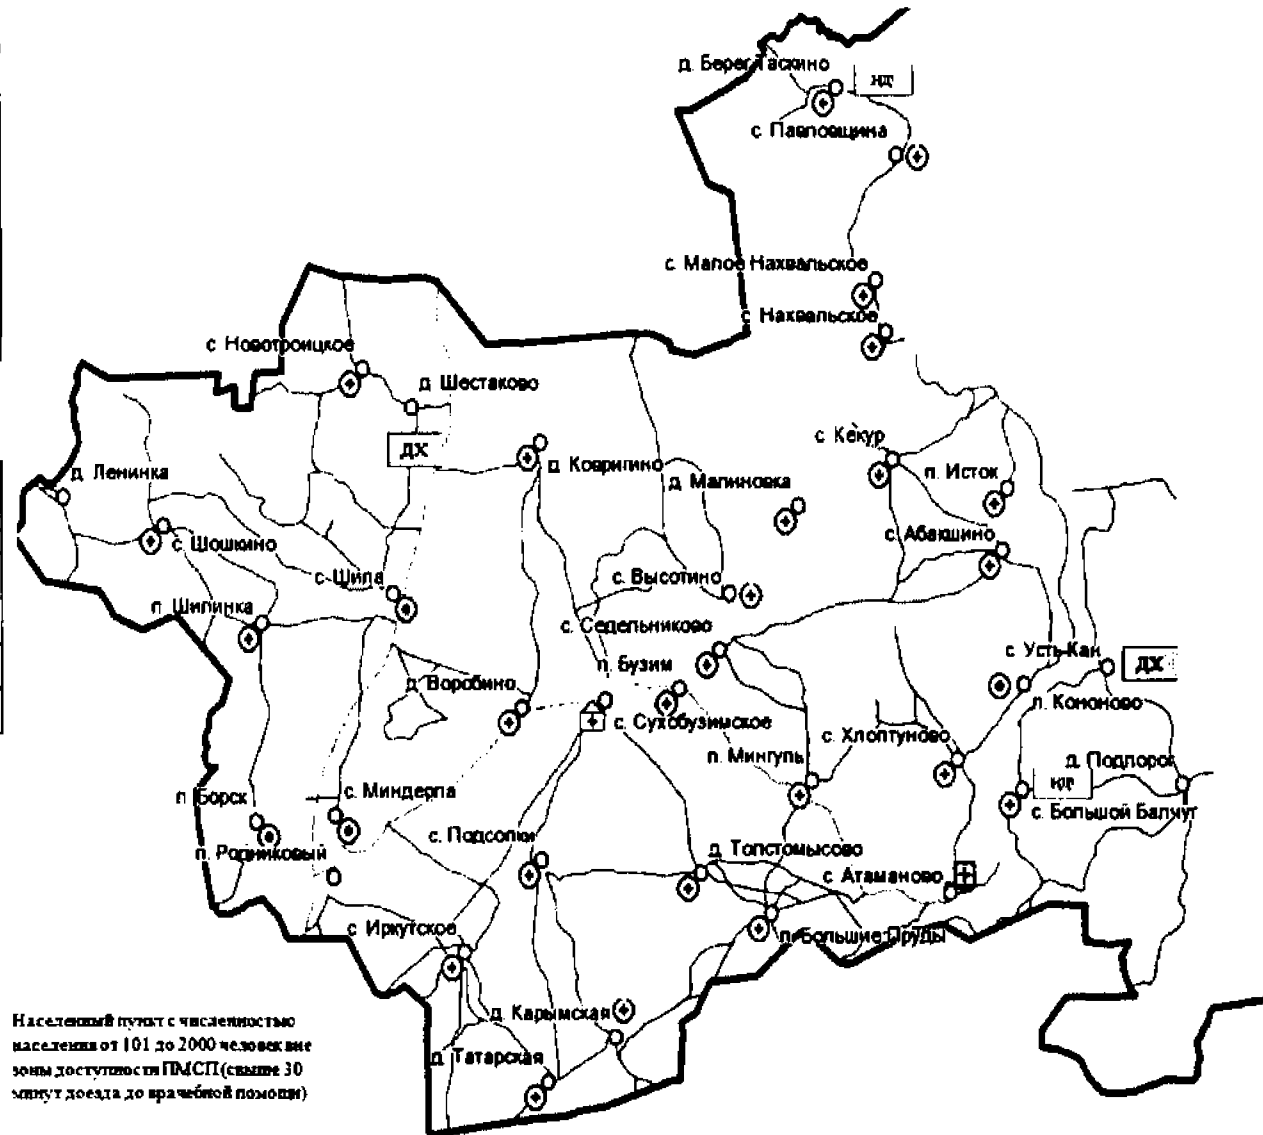 д. Берег Таскино
нг
с. Павловщина
с. Малое Нахвальское
с. Нахвальское
с. Новотроицкое
д. Шестаково
ДХ
с. Кекур
д. Ковригино
п. Исток
д. Ленинка
д. Малиновка
с. Абакшино
с. Шошкино
с. Шила
с. Высотино
п. Шилинка
с. Седельниково
с. Усть-Кан
ДХ
п. Бузим
д. Воробино
п. Кононово
с. Сухобузимское
с. Хлоптуново
п. Мингуль
д. Подпорог
п. Борск
с. Миндерла
с. Большой Балчуг
с. Подсопки
п. Родниковый
д. Толстомысово
с. Атаманово
с. Иркутское
п. Большие Пруды
д. Карымская
д. Татарская
Населенный пункт с численностью
населения от 101 до 2000 человек вне
зоны доступности ПМСП (свыше 30
минут доезда до врачебной помощи)